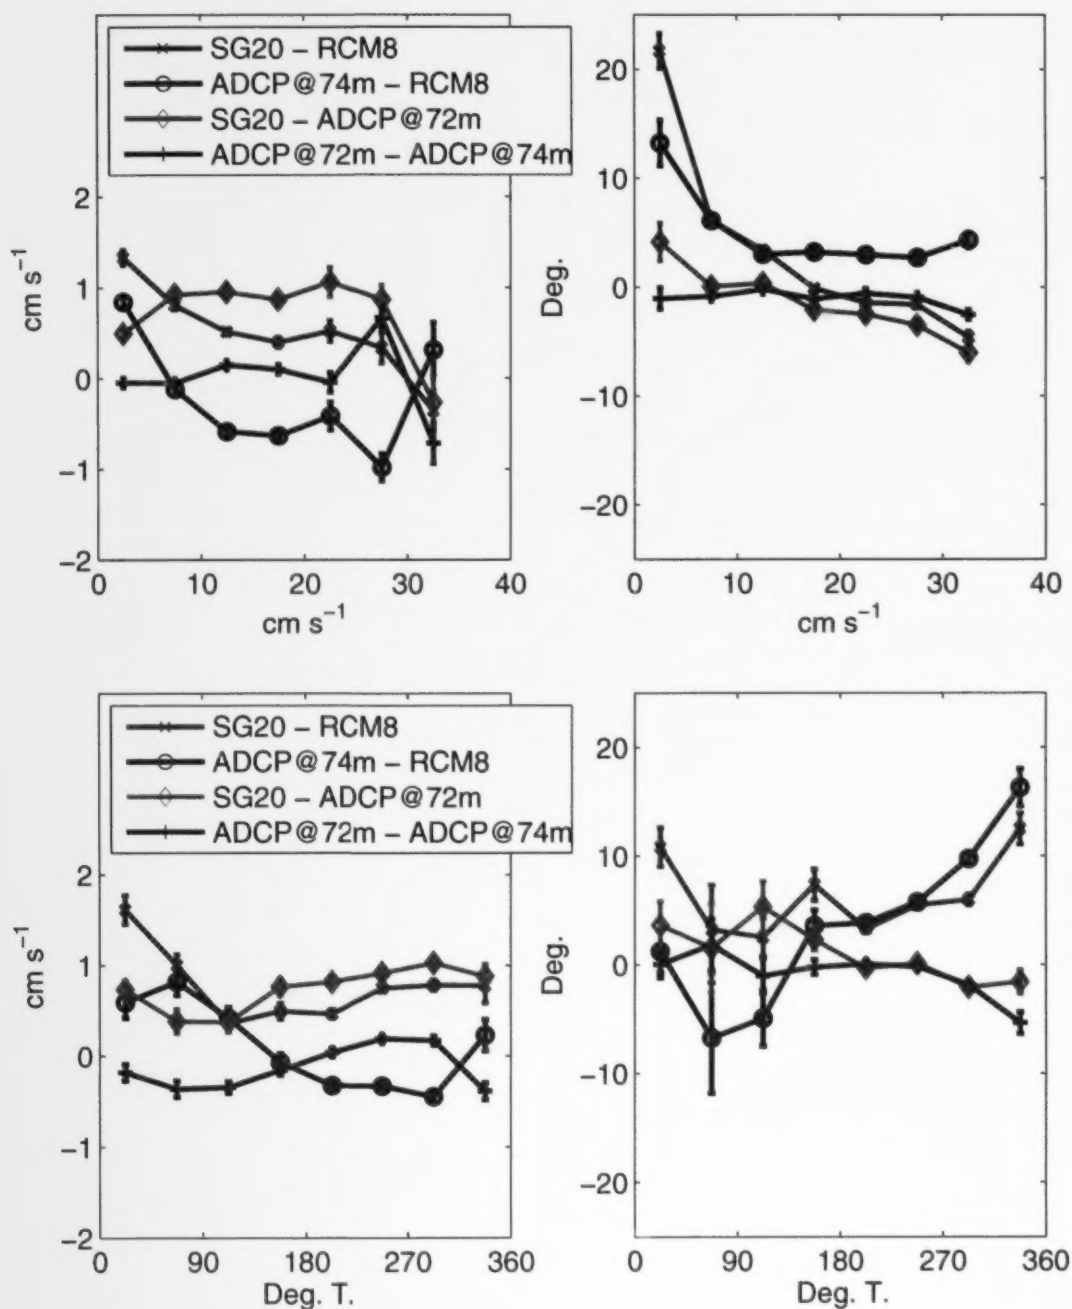 SG20 – RCM8
ADCP@74m – RCM8
SG20 – ADCP@72m
ADCP@72m – ADCP@74m
2
1
0
−1
−2
cm s⁻¹
0
10
20
30
40
cm s⁻¹
20
10
0
−10
−20
Deg.
0
10
20
30
40
cm s⁻¹
SG20 – RCM8
ADCP@74m – RCM8
SG20 – ADCP@72m
ADCP@72m – ADCP@74m
2
1
0
−1
−2
cm s⁻¹
0
90
180
270
360
Deg. T.
20
10
0
−10
−20
Deg.
0
90
180
270
360
Deg. T.